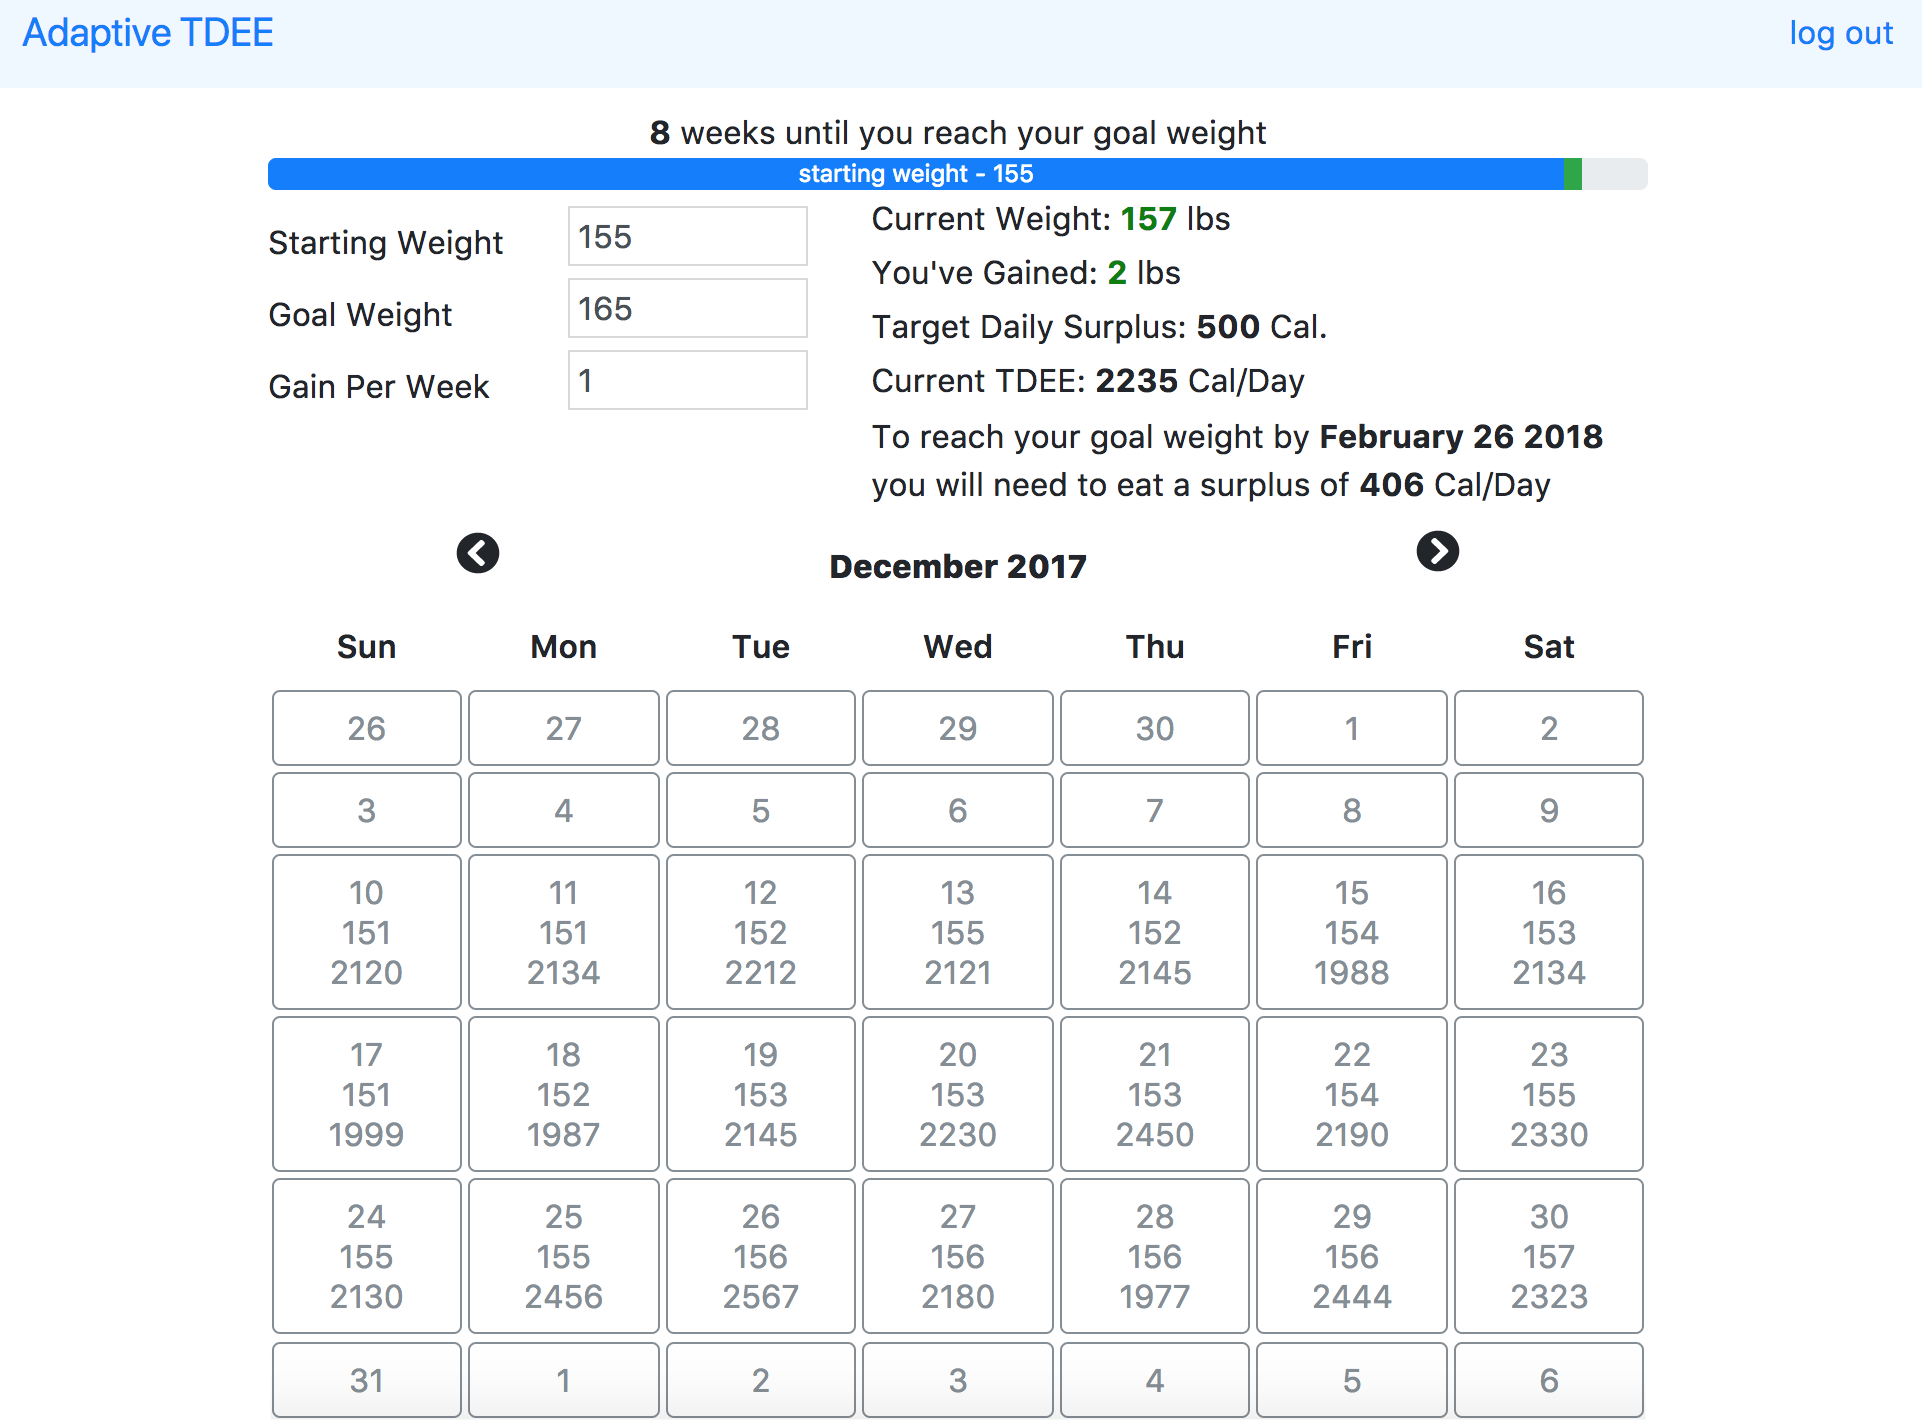 Adaptive TDEE
log out
8 weeks until you reach your goal weight
starting weight - 155
Starting Weight 155
Goal Weight 165
Gain Per Week 1
Current Weight: 157 lbs
You've Gained: 2 lbs
Target Daily Surplus: 500 Cal.
Current TDEE: 2235 Cal/Day
To reach your goal weight by February 26 2018
you will need to eat a surplus of 406 Cal/Day
December 2017
Sun Mon Tue Wed Thu Fri Sat
26 27 28 29 30 1 2
3 4 5 6 7 8 9
10 11 12 13 14 15 16
151 151 152 155 152 154 153
2120 2134 2212 2121 2145 1988 2134
17 18 19 20 21 22 23
151 152 153 153 153 154 155
1999 1987 2145 2230 2450 2190 2330
24 25 26 27 28 29 30
155 155 156 156 156 156 157
2130 2456 2567 2180 1977 2444 2323
31 1 2 3 4 5 6